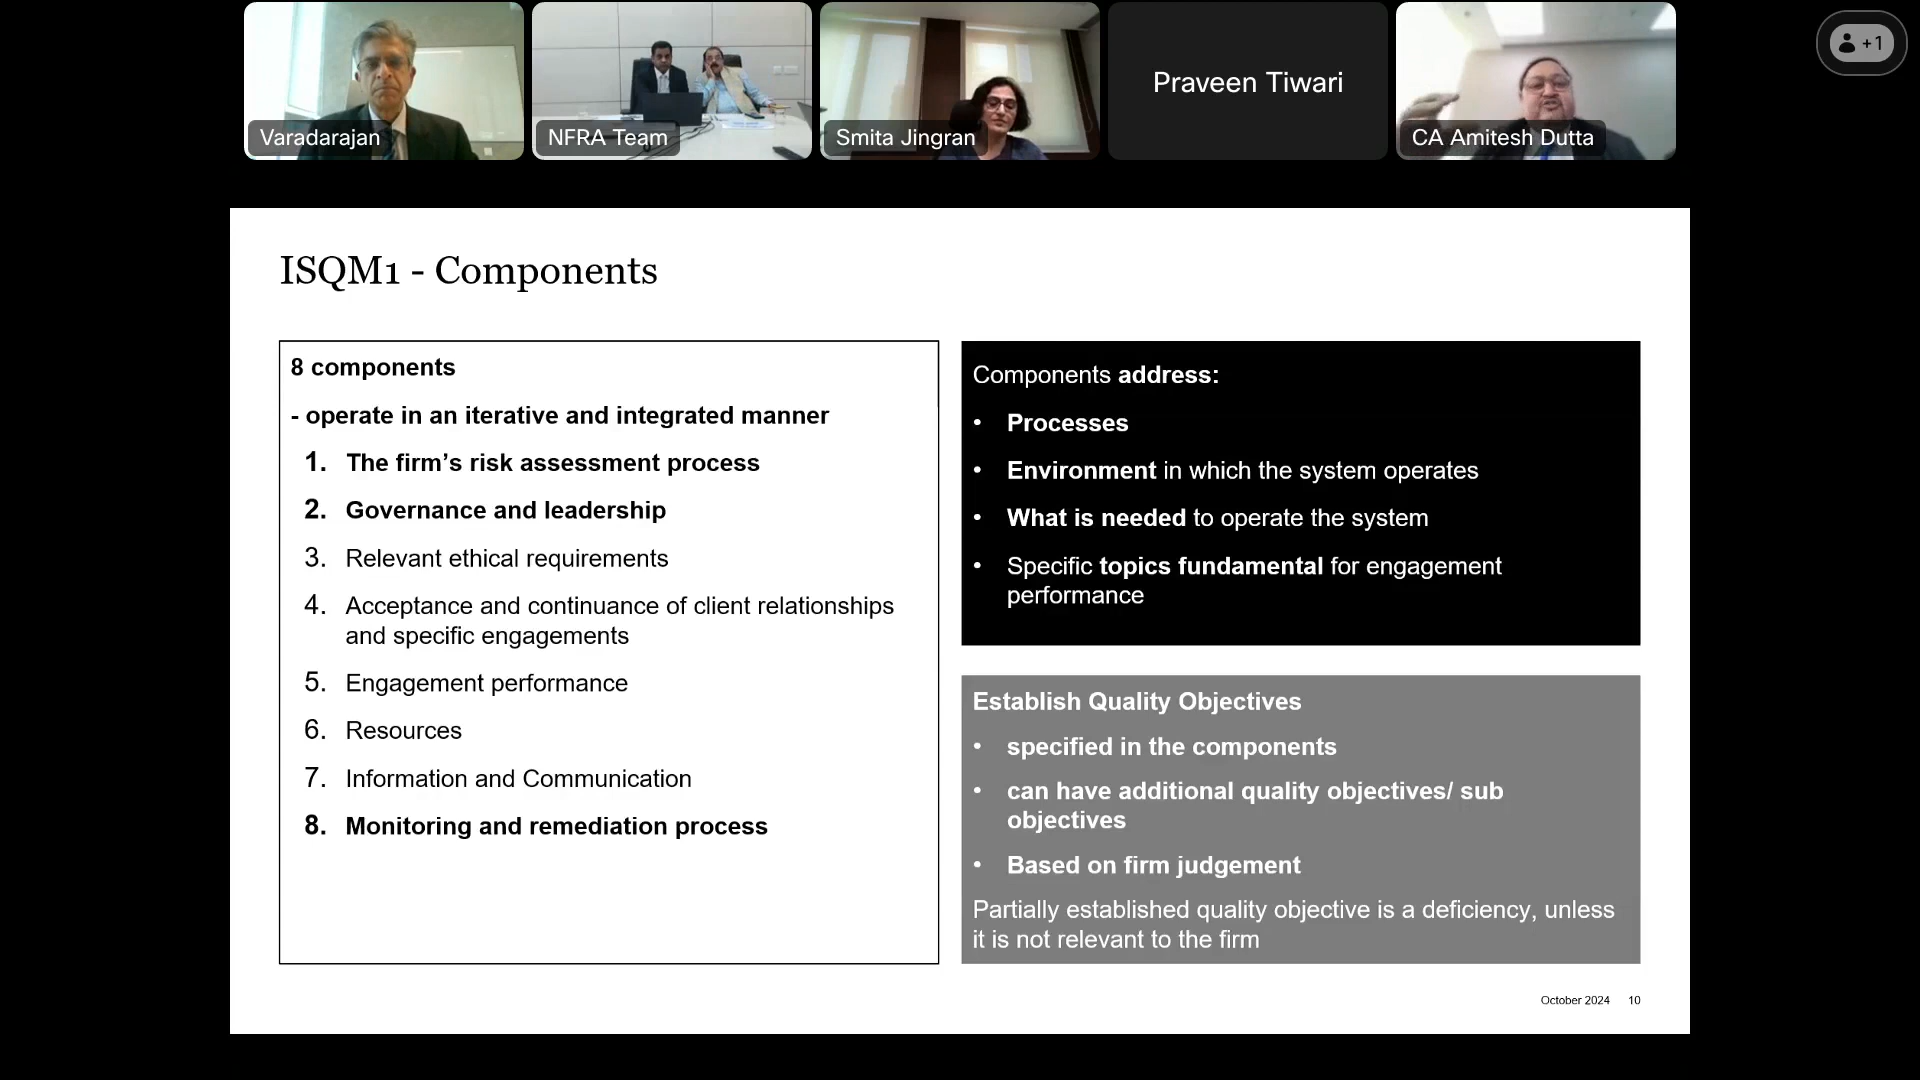 Varadarajan
NFRA Team
Smita Jingran
Praveen Tiwari
CA Amitesh Dutta
+1
ISQM1 - Components
8 components
- operate in an iterative and integrated manner
1. The firm's risk assessment process
2. Governance and leadership
3. Relevant ethical requirements
4. Acceptance and continuance of client relationships
and specific engagements
5. Engagement performance
6. Resources
7. Information and Communication
8. Monitoring and remediation process
Components address:
• Processes
• Environment in which the system operates
• What is needed to operate the system
• Specific topics fundamental for engagement
performance
Establish Quality Objectives
• specified in the components
• can have additional quality objectives/ sub
objectives
• Based on firm judgement
Partially established quality objective is a deficiency, unless
it is not relevant to the firm
October 2024 10